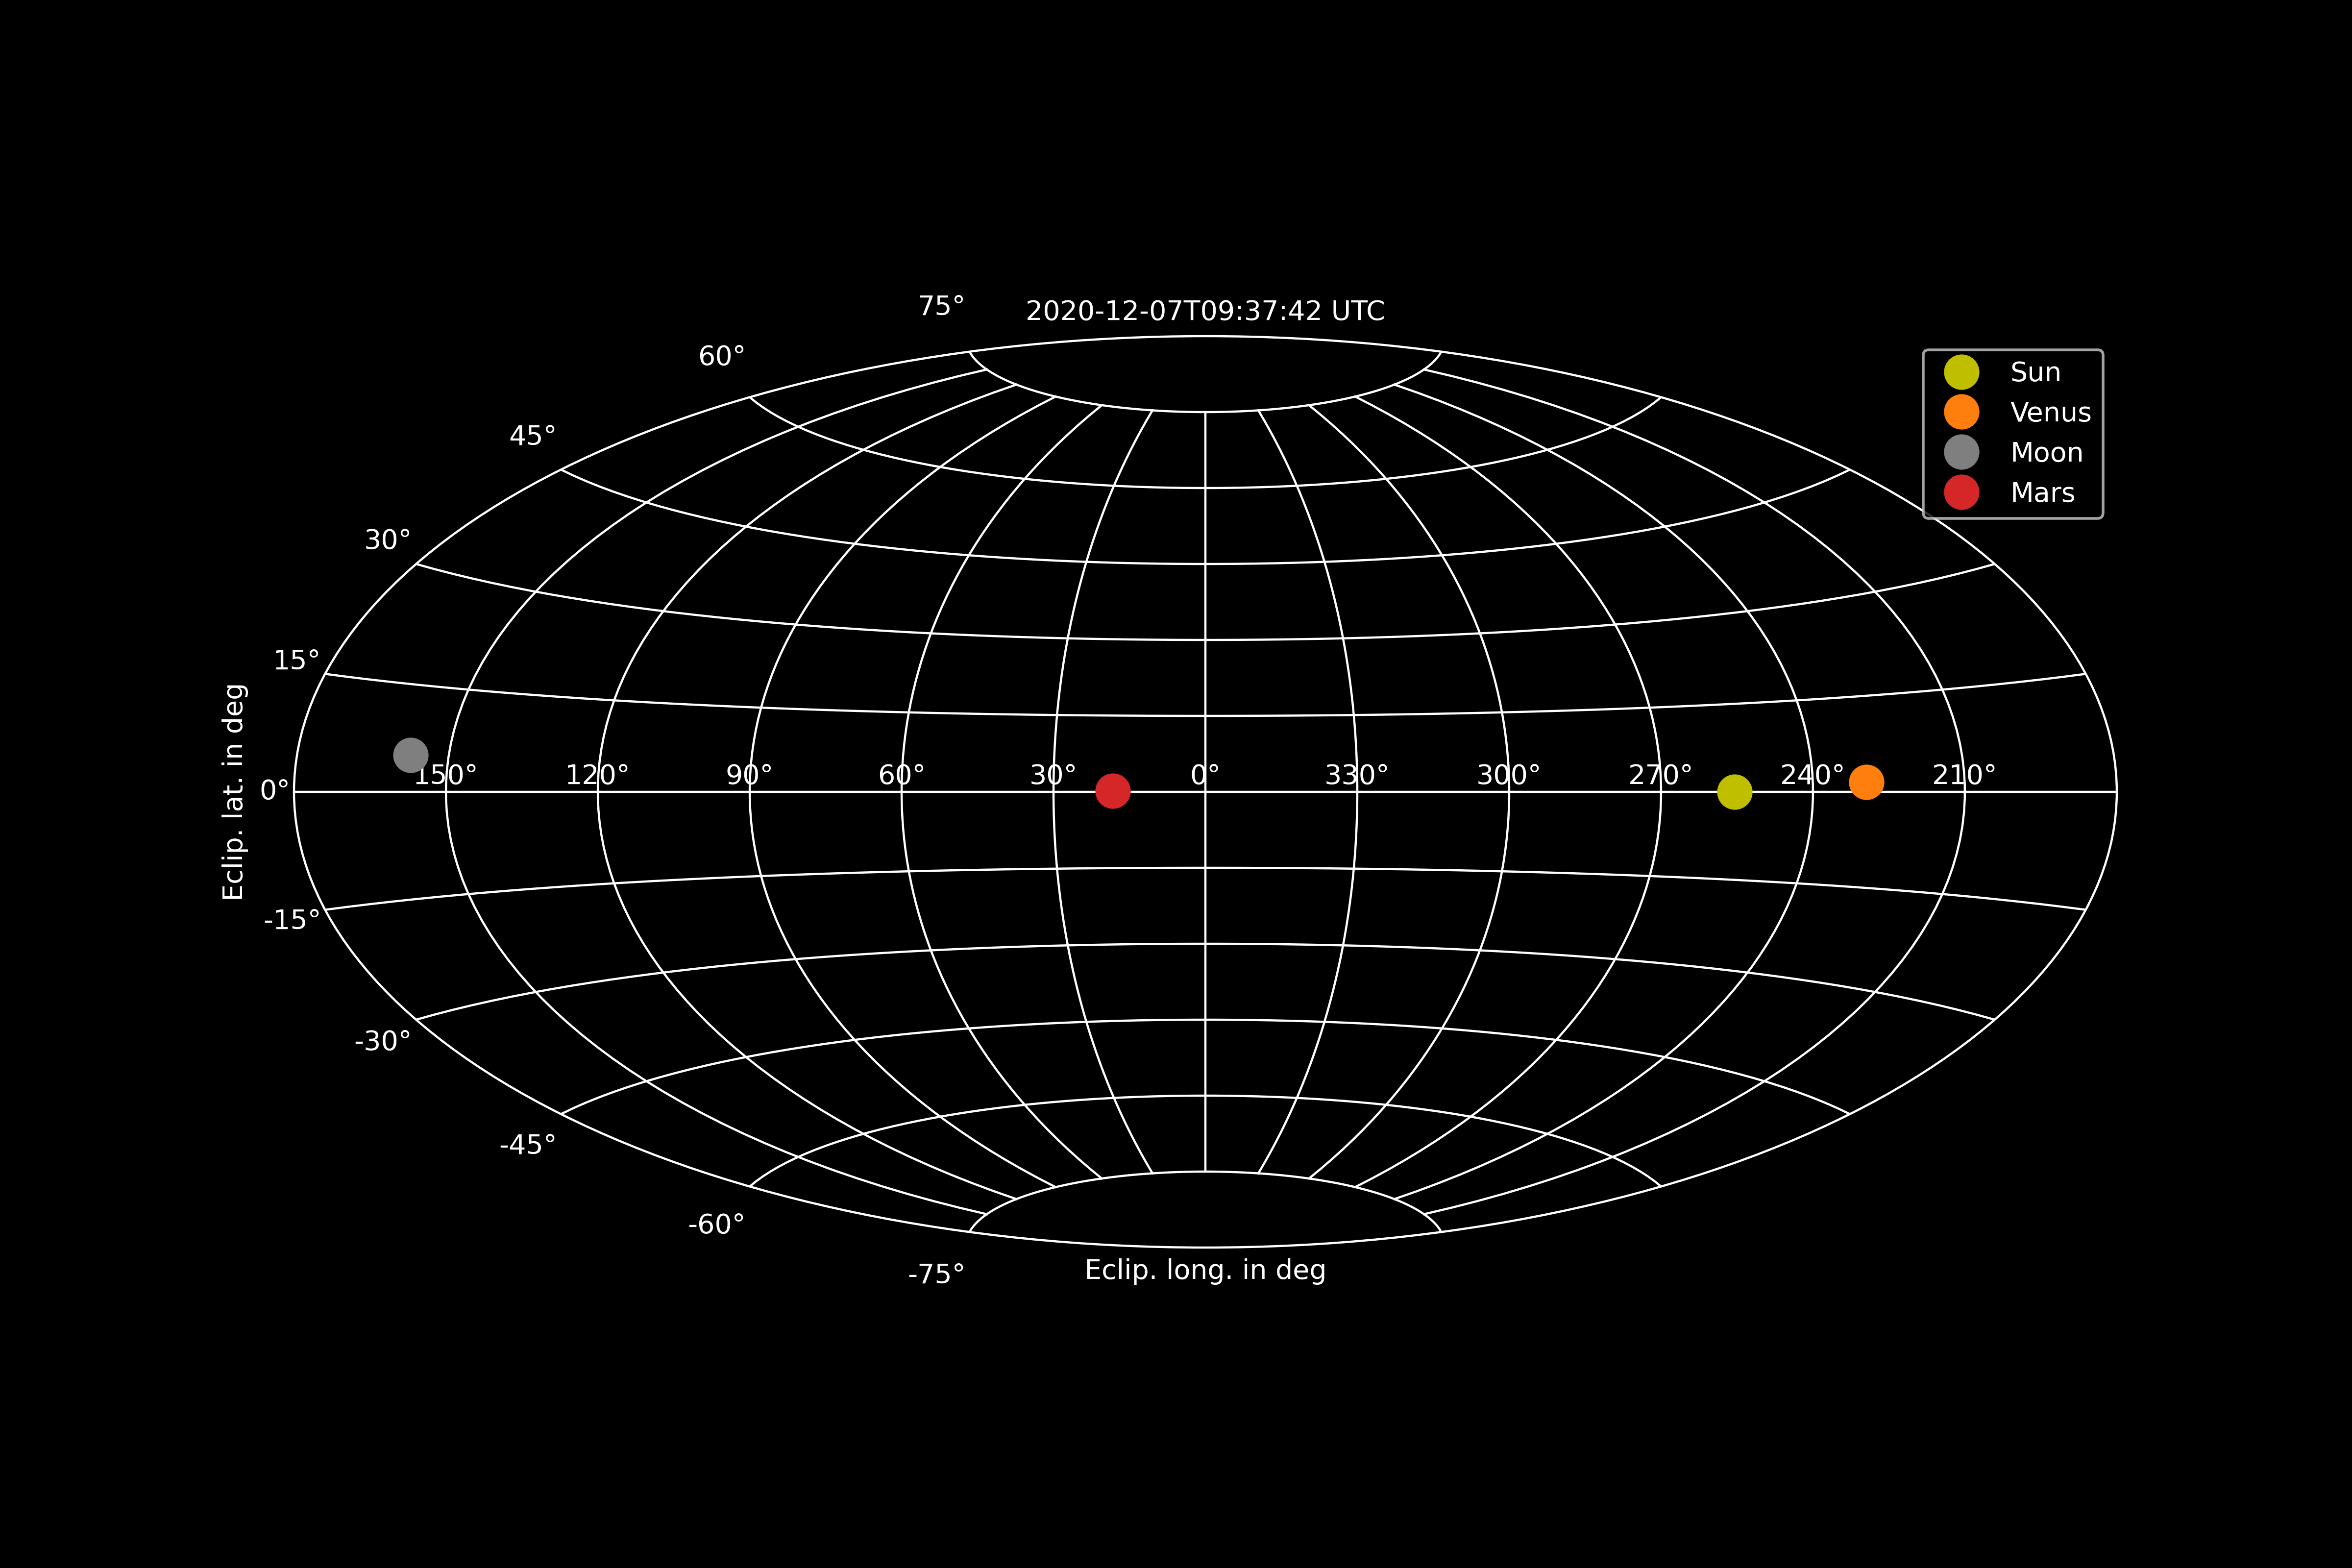 75°
2020-12-07T09:37:42 UTC
60°
Sun
Venus
45°
Moon
Mars
30°
15°
150° 120° 90° 60° 30° 0° 330° 300° 270° 240° 210°
0°
Eclip. lat. in deg
-15°
-30°
-45°
-60°
-75°
Eclip. long. in deg